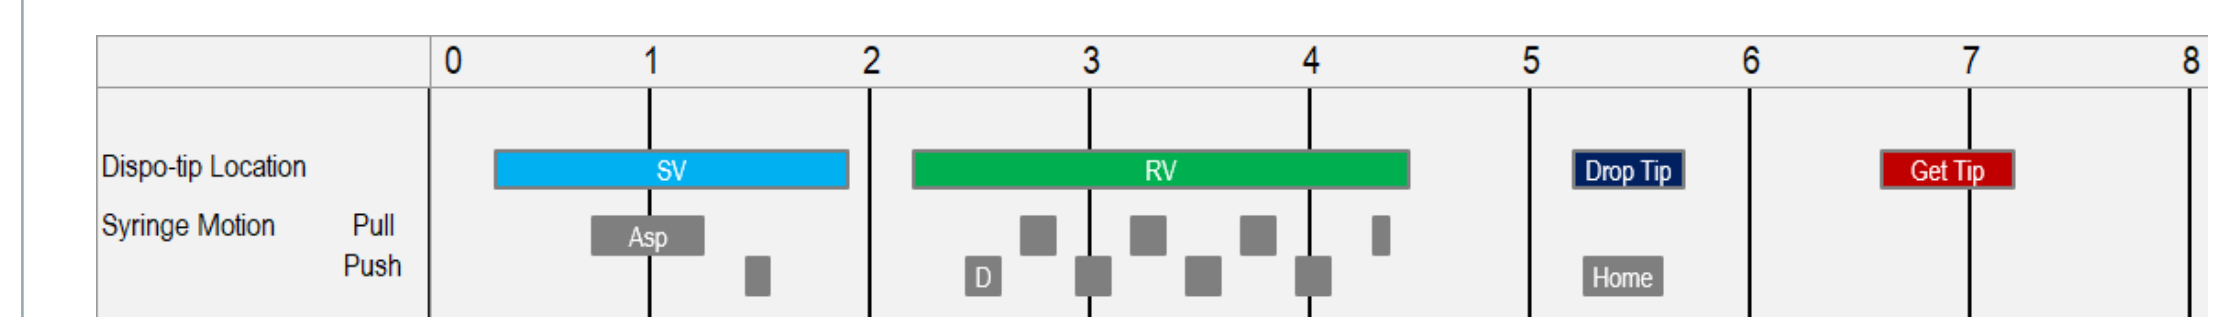 0 1 2 3 4 5 6 7 8
Dispo-tip Location SV RV Drop Tip Get Tip
Syringe Motion Pull Asp
Push D Home